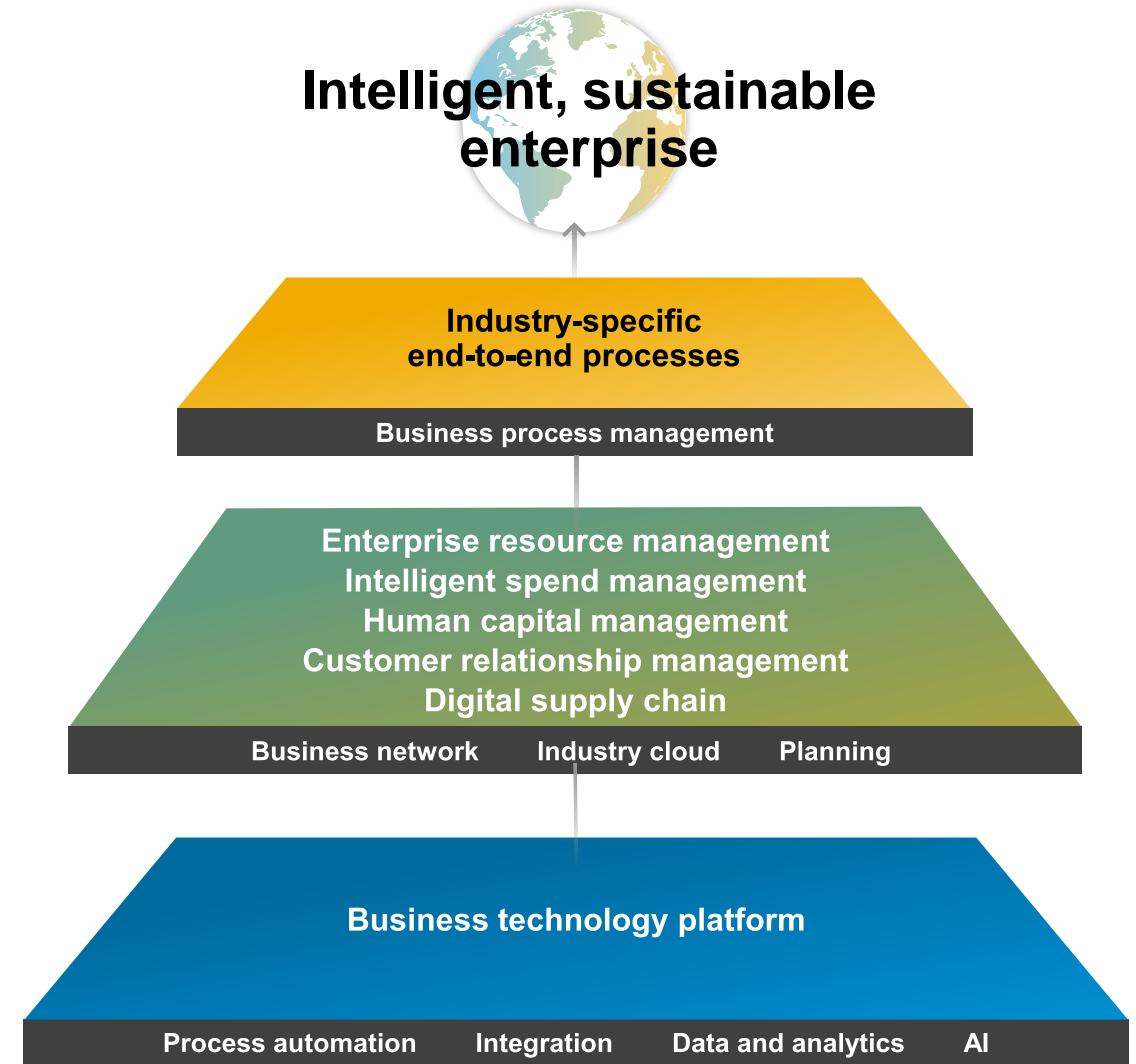 Intelligent, sustainable
enterprise
Industry-specific
end-to-end processes
Business process management
Enterprise resource management
Intelligent spend management
Human capital management
Customer relationship management
Digital supply chain
Business network Industry cloud Planning
Business technology platform
Process automation Integration Data and analytics AI